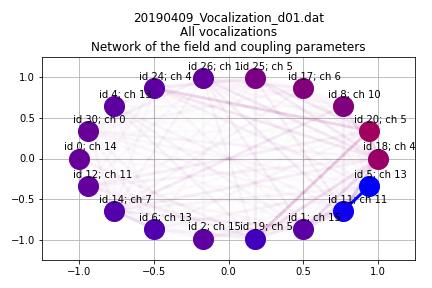 20190409_Vocalization_d01.dat
All vocalizations
Network of the field and coupling parameters
id 26; ch 1
id 25; ch 5
id 24; ch 4
id 17; ch 6
id 4; ch
id 8; ch 10
id 30; ch 0
id 20; ch 5
id 0; ch 14
id 18; ch 4
id 12; ch 11
id 5; ch 13
id 14; ch 7
id 11; ch 11
id 6; ch 13
id 1; ch
id 2; ch 15
id 19; ch 5
1.0
0.5
0.0
−0.5
−1.0
−1.0
−0.5
0.0
0.5
1.0